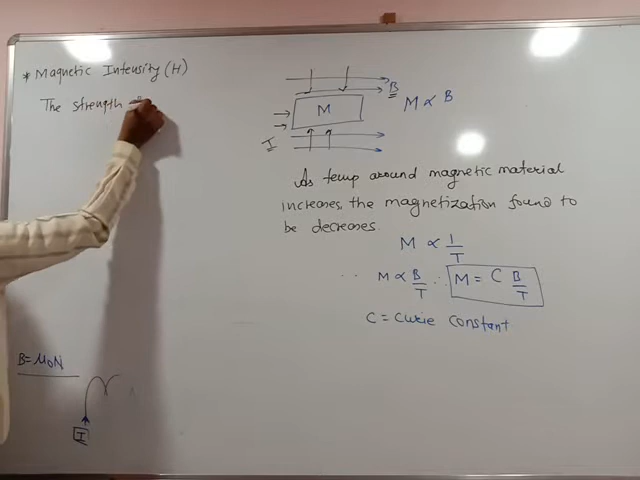 * Magnetic Intensity (H)
The strength
B
M
M ∝ B
I
As temp around magnetic material
increases, the magnetization found to
be decreases.
M ∝ 1/T
M ∝ B/T ∴ M = C B/T
C = Curie Constant
B = μ₀N
I